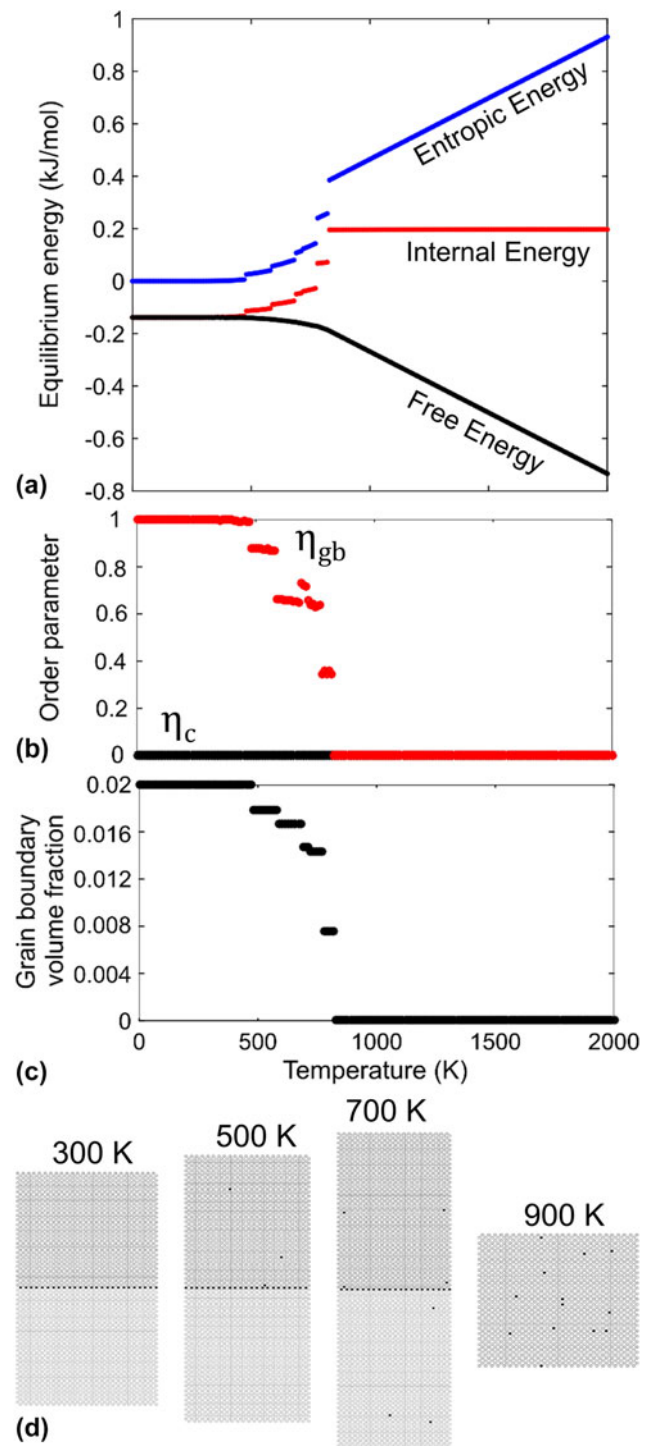 1
0.8
0.6
0.4
0.2
0
-0.2
-0.4
-0.6
-0.8
Equilibrium energy (kJ/mol)
Entropic Energy
Internal Energy
Free Energy
(a)
1
0.8
0.6
0.4
0.2
0
Order parameter
ηgb
ηc
(b)
0.02
0.016
0.012
0.008
0.004
0
Grain boundary
volume fraction
0 500 1000 1500 2000
Temperature (K)
(c)
300 K
500 K
700 K
900 K
(d)